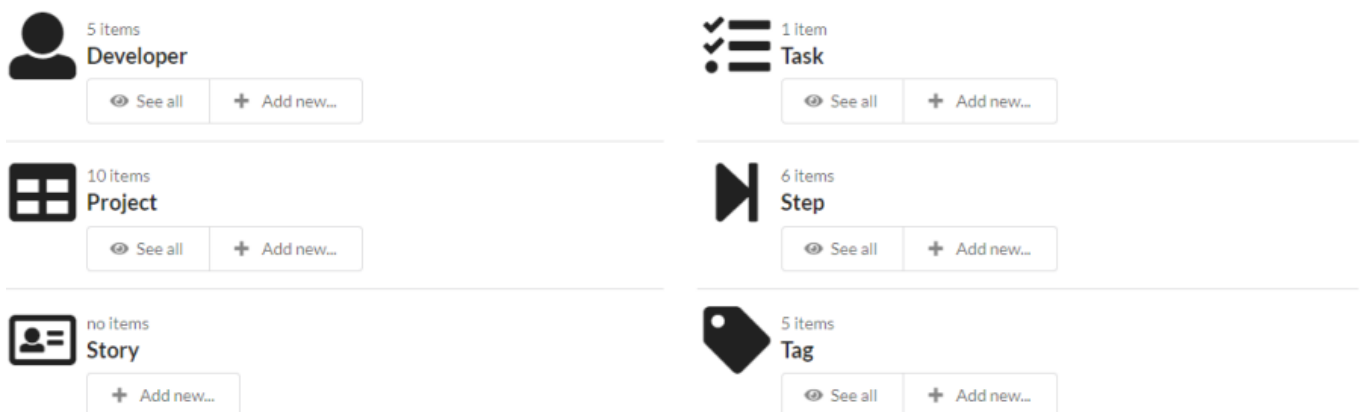 5 items
Developer
See all
Add new...
1 item
Task
See all
Add new...
10 items
Project
See all
Add new...
6 items
Step
See all
Add new...
no items
Story
Add new...
5 items
Tag
See all
Add new...